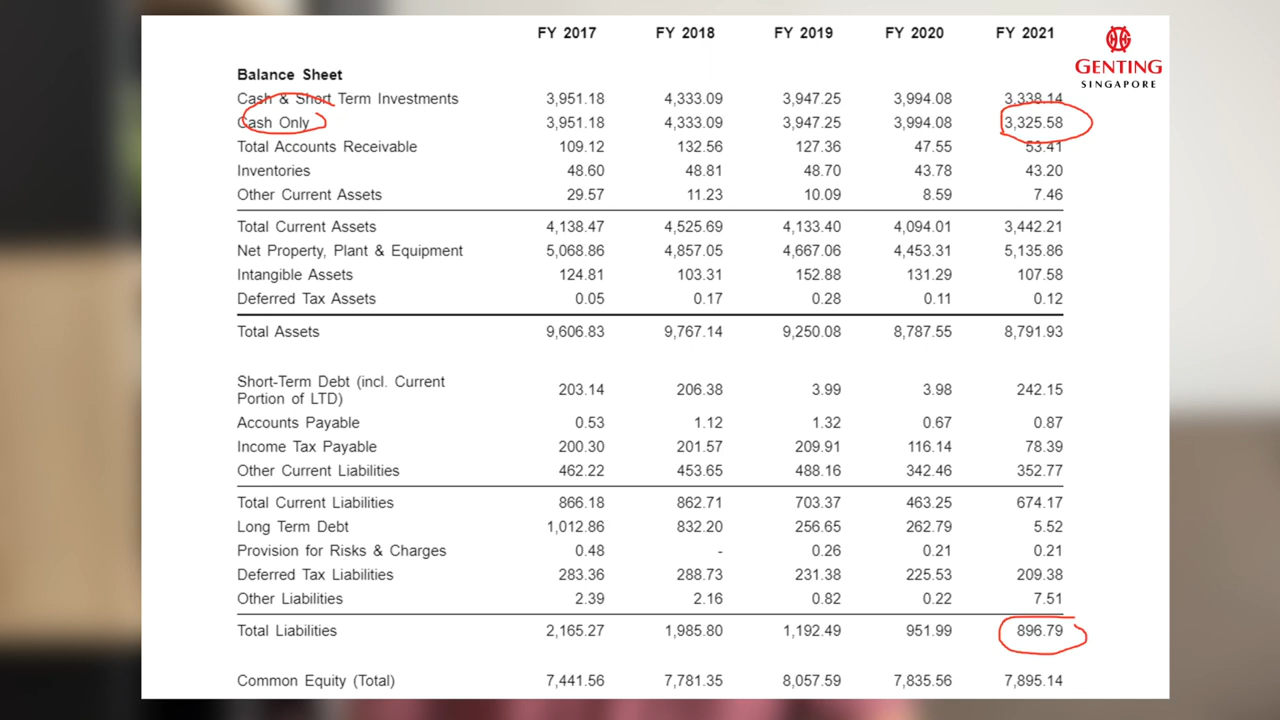 FY 2017 FY 2018 FY 2019 FY 2020 FY 2021
GENTING
SINGAPORE
Balance Sheet
Cash & Short Term Investments 3,951.18 4,333.09 3,947.25 3,994.08 3,338.14
Cash Only 3,951.18 4,333.09 3,947.25 3,994.08 3,325.58
Total Accounts Receivable 109.12 132.56 127.36 47.55 53.41
Inventories 48.60 48.81 48.70 43.78 43.20
Other Current Assets 29.57 11.23 10.09 8.59 7.46
Total Current Assets 4,138.47 4,525.69 4,133.40 4,094.01 3,442.21
Net Property, Plant & Equipment 5,068.86 4,857.05 4,667.06 4,453.31 5,135.86
Intangible Assets 124.81 103.31 152.88 131.29 107.58
Deferred Tax Assets 0.05 0.17 0.28 0.11 0.12
Total Assets 9,606.83 9,767.14 9,250.08 8,787.55 8,791.93
Short-Term Debt (incl. Current
Portion of LTD) 203.14 206.38 3.99 3.98 242.15
Accounts Payable 0.53 1.12 1.32 0.67 0.87
Income Tax Payable 200.30 201.57 209.91 116.14 78.39
Other Current Liabilities 462.22 453.65 488.16 342.46 352.77
Total Current Liabilities 866.18 862.71 703.37 463.25 674.17
Long Term Debt 1,012.86 832.20 256.65 262.79 5.52
Provision for Risks & Charges 0.48 - 0.26 0.21 0.21
Deferred Tax Liabilities 283.36 288.73 231.38 225.53 209.38
Other Liabilities 2.39 2.16 0.82 0.22 7.51
Total Liabilities 2,165.27 1,985.80 1,192.49 951.99 896.79
Common Equity (Total) 7,441.56 7,781.35 8,057.59 7,835.56 7,895.14